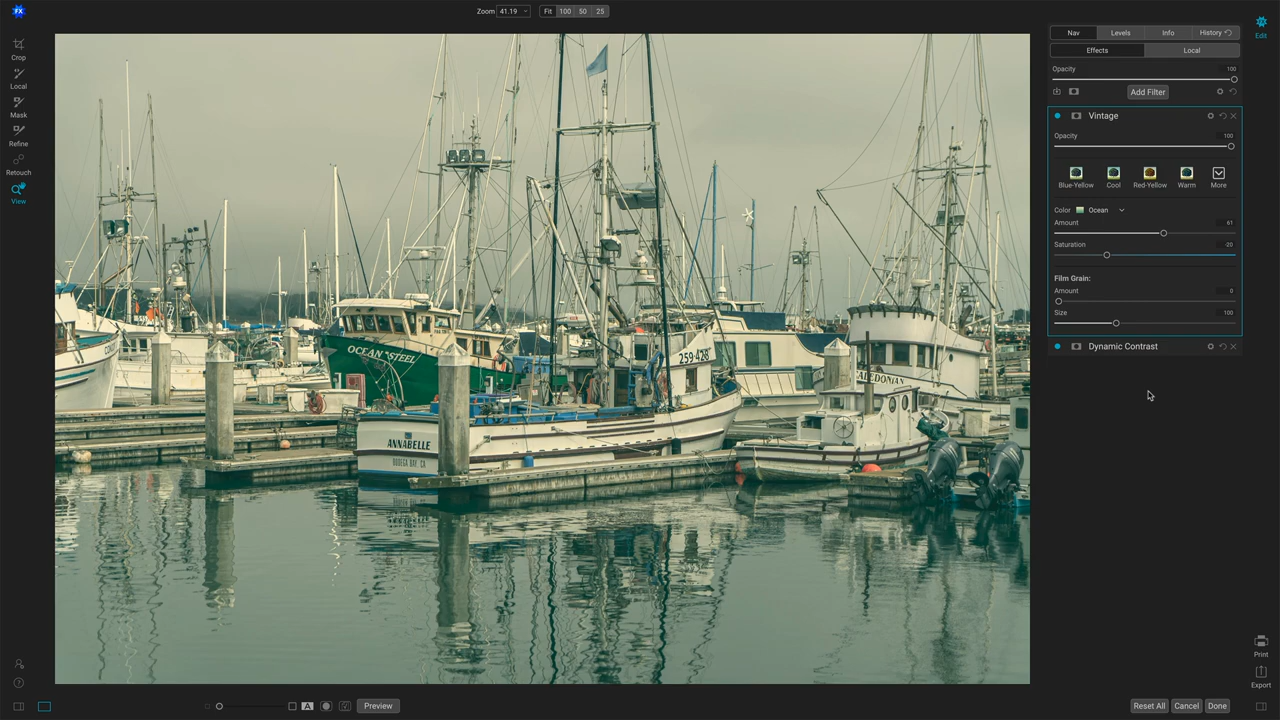 FX
Zoom 41.19
Fit 100 50 25
Edit
Crop
Local
Mask
Refine
Retouch
View
Nav Levels Info History
Effects Local
Opacity 100
Add Filter
Vintage
Opacity 100
Blue-Yellow Cool Red-Yellow Warm More
Color Ocean
Amount 61
Saturation -20
Film Grain:
Amount 0
Size 100
Dynamic Contrast
OCEAN STEEL
259-428
CALEDONIAN
ANNABELLE
BODEGA BAY, CA
Print
Export
A
Preview
Reset All Cancel Done